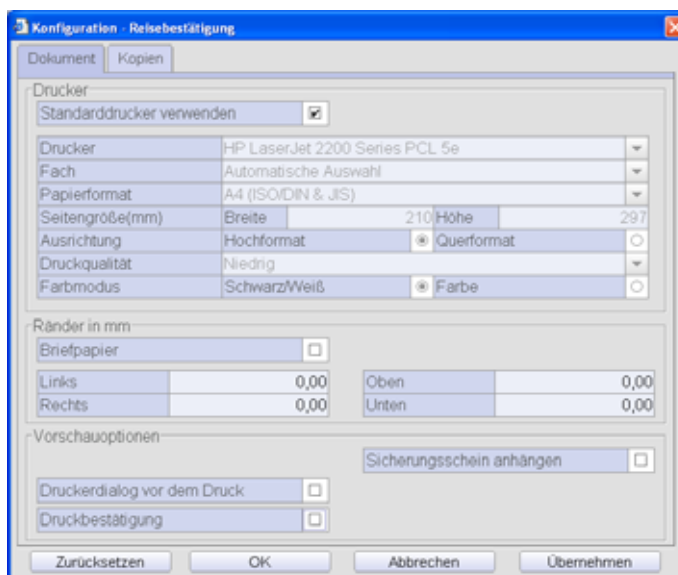 Konfiguration - Reisebestätigung
Dokument Kopien
Drucker
Standarddrucker verwenden
Drucker HP LaserJet 2200 Series PCL 5e
Fach Automatische Auswahl
Papierformat A4 (ISO/DIN & JIS)
Seitengröße(mm) Breite 210 Höhe 297
Ausrichtung Hochformat Querformat
Druckqualität Niedrig
Farbmodus Schwarz/Weiß Farbe
Ränder in mm
Briefpapier
Links 0,00 Oben 0,00
Rechts 0,00 Unten 0,00
Vorschauoptionen
Sicherungsschein anhängen
Druckerdialog vor dem Druck
Druckbestätigung
Zurücksetzen OK Abbrechen Übernehmen